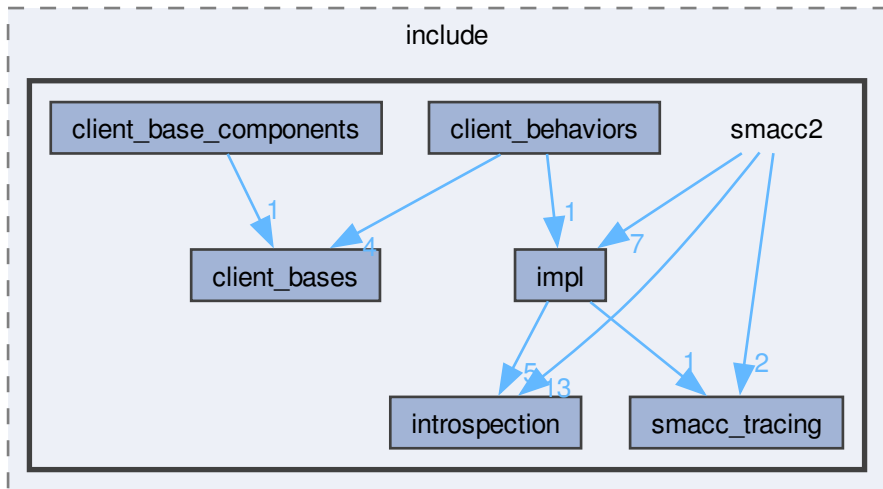 include
client_base_components
client_behaviors
smacc2
1
4
1
7
client_bases
impl
5
13
1
2
introspection
smacc_tracing